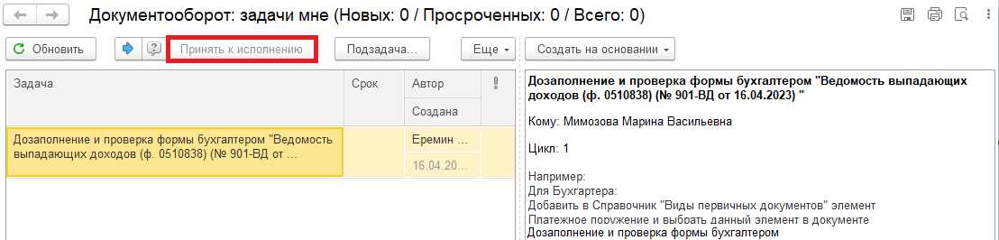 Документооборот: задачи мне (Новых: 0 / Просроченных: 0 / Всего: 0)
Обновить
Принять к исполнению
Подзадача...
Еще
Создать на основании
Задача
Срок
Автор
Создана
Дозаполнение и проверка формы бухгалтером "Ведомость выпадающих доходов (ф. 0510838) (№ 901-ВД от ...
Еремин ...
16.04.20...
Дозаполнение и проверка формы бухгалтером "Ведомость выпадающих
доходов (ф. 0510838) (№ 901-ВД от 16.04.2023) "
Кому: Мимозова Марина Васильевна
Цикл: 1
Например:
Для Бухгартера:
Добавить в Справочник "Виды первичных документов" элемент
Платежное поружение и выбрать данный элемент в документе
Дозаполнение и проверка формы бухгалтером